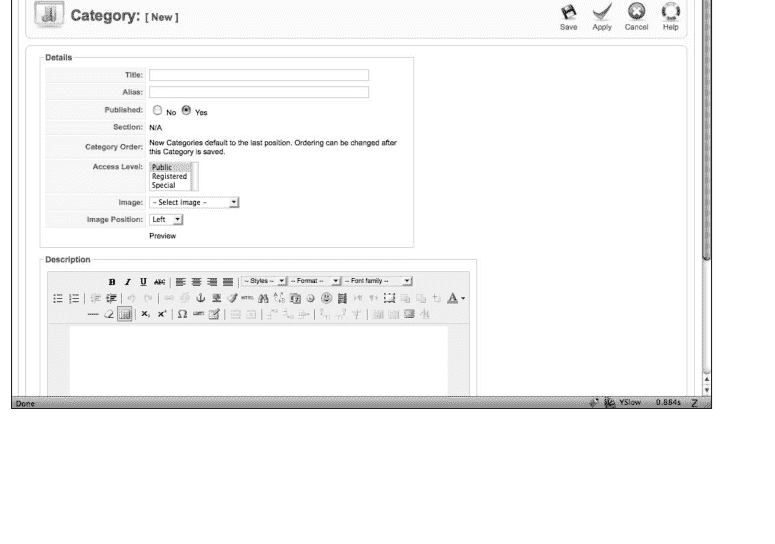 Category: [ New ]
Save Apply Cancel Help
Details
Title:
Alias:
Published: No Yes
Section: N/A
Category Order: New Categories default to the last position. Ordering can be changed after
this Category is saved.
Access Level: Public
Registered
Special
Image: - Select Image -
Image Position: Left
Preview
Description
B I U ABC -- Styles -- -- Format -- -- Font family --
HTML A
Done YSlow 0.884s